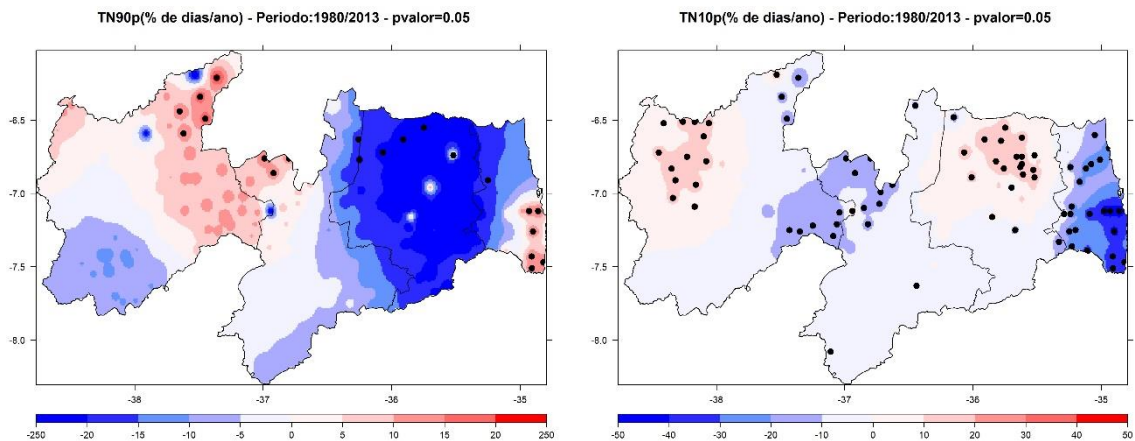 TN90p(% de dias/ano) - Periodo:1980/2013 - pvalor=0.05
-6.5
-7.0
-7.5
-8.0
-38 -37 -36 -35
-250 -20 -15 -10 -5 0 5 10 15 20 250
TN10p(% de dias/ano) - Periodo:1980/2013 - pvalor=0.05
-6.5
-7.0
-7.5
-8.0
-38 -37 -36 -35
-50 -40 -30 -20 -10 0 10 20 30 40 50